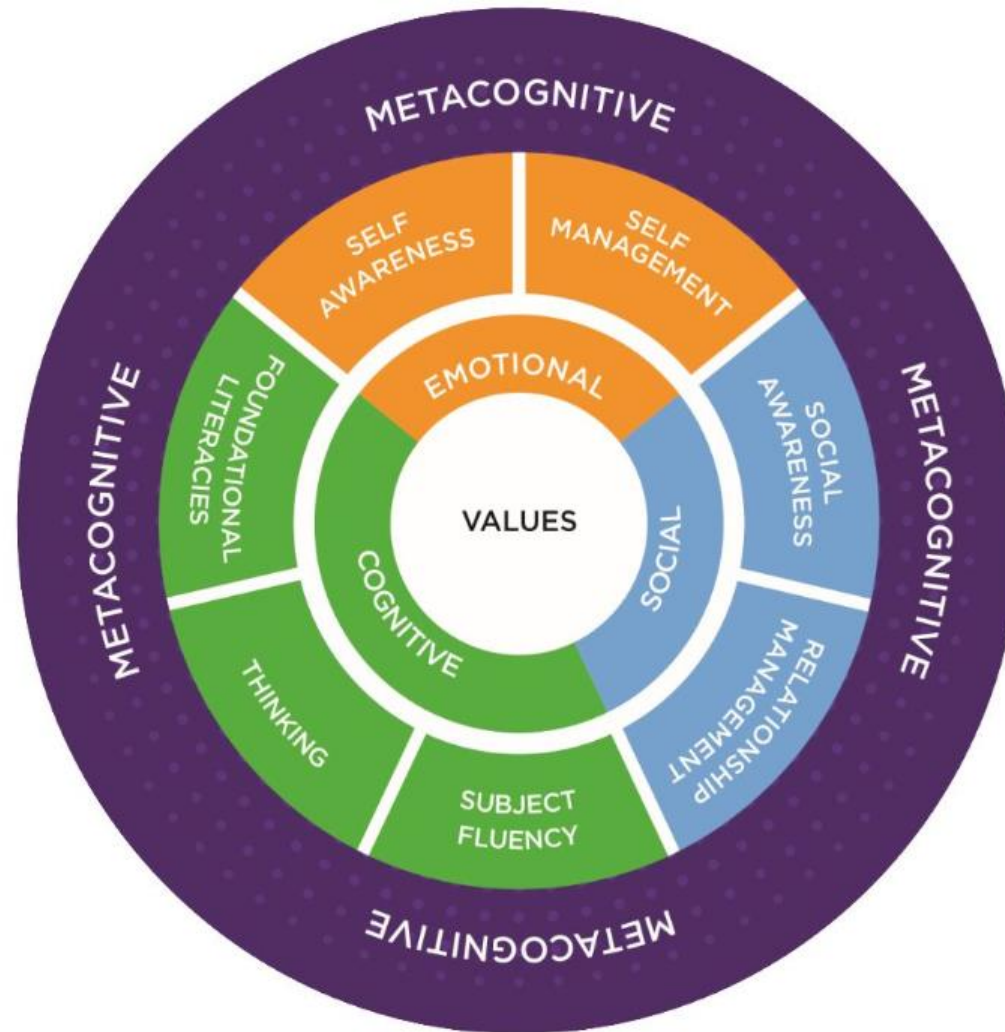 METACOGNITIVE
SELF
AWARENESS
SELF
MANAGEMENT
EMOTIONAL
FOUNDATIONAL
LITERACIES
SOCIAL
AWARENESS
METACOGNITIVE
VALUES
METACOGNITIVE
COGNITIVE
SOCIAL
THINKING
RELATIONSHIP
MANAGEMENT
SUBJECT
FLUENCY
METACOGNITIVE